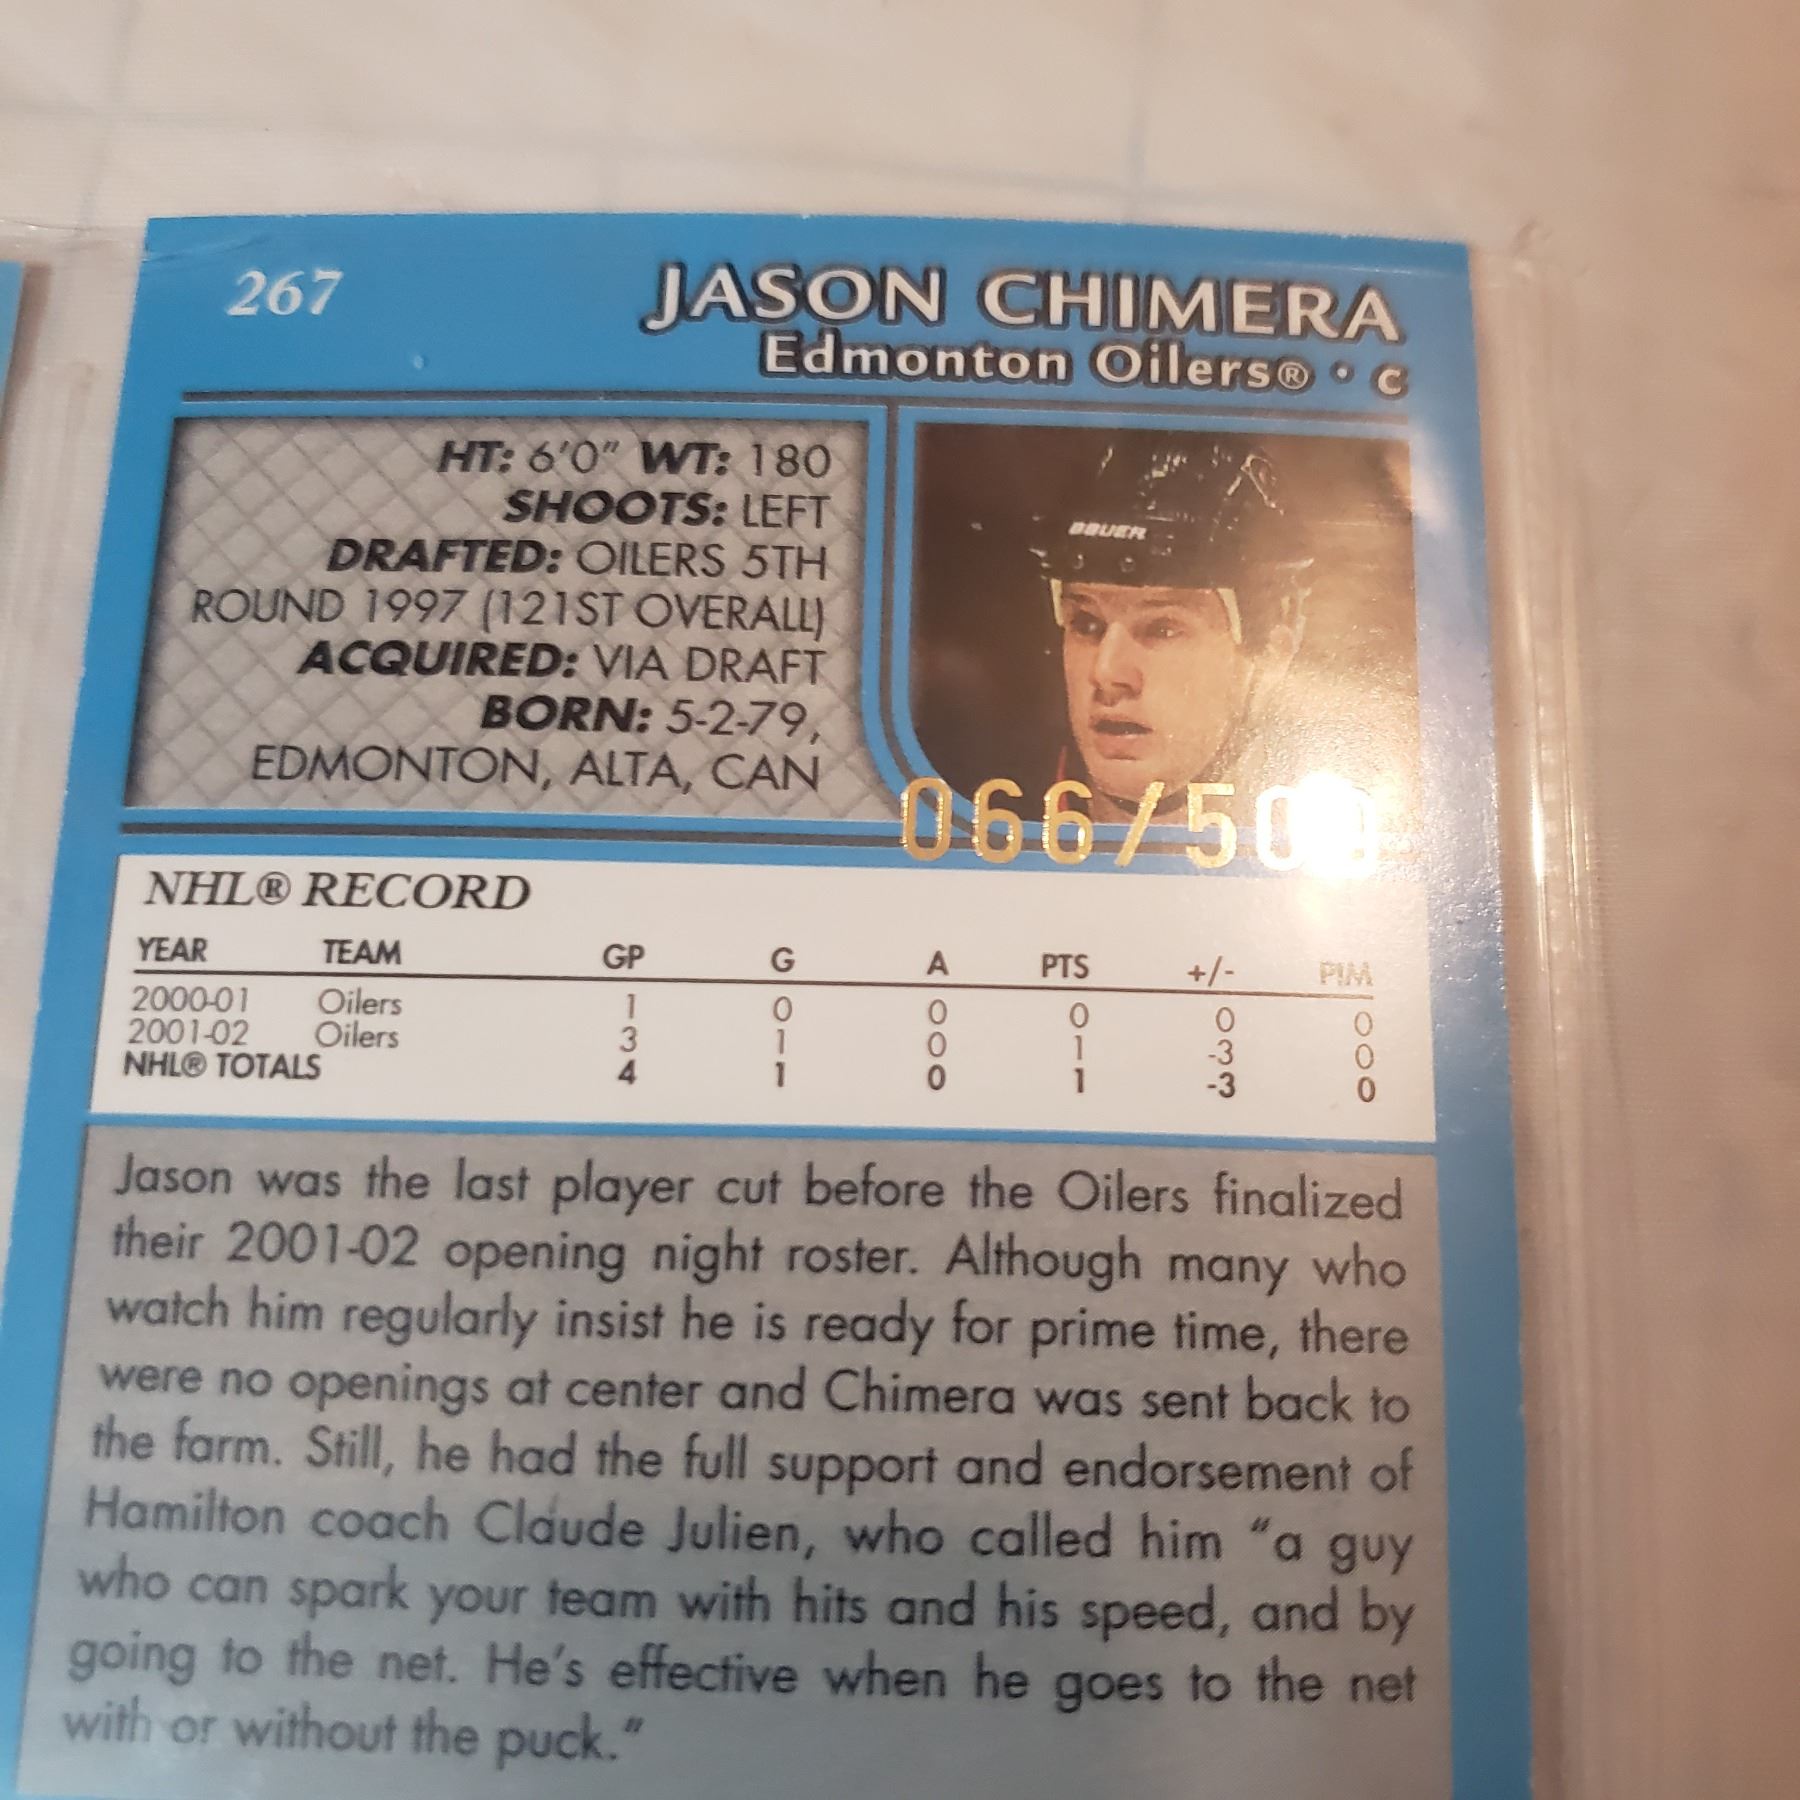 267
JASON CHIMERA
Edmonton Oilers® • C
HT: 6'0" WT: 180
SHOOTS: LEFT
DRAFTED: OILERS 5TH
ROUND 1997 (121ST OVERALL)
ACQUIRED: VIA DRAFT
BORN: 5-2-79,
EDMONTON, ALTA, CAN
BAUER
066/500
NHL® RECORD
YEAR TEAM GP G A PTS +/- PIM
2000-01 Oilers 1 0 0 0 0 0
2001-02 Oilers 3 1 0 1 -3 0
NHL® TOTALS 4 1 0 1 -3 0
Jason was the last player cut before the Oilers finalized
their 2001-02 opening night roster. Although many who
watch him regularly insist he is ready for prime time, there
were no openings at center and Chimera was sent back to
the farm. Still, he had the full support and endorsement of
Hamilton coach Claude Julien, who called him "a guy
who can spark your team with hits and his speed, and by
going to the net. He's effective when he goes to the net
with or without the puck."